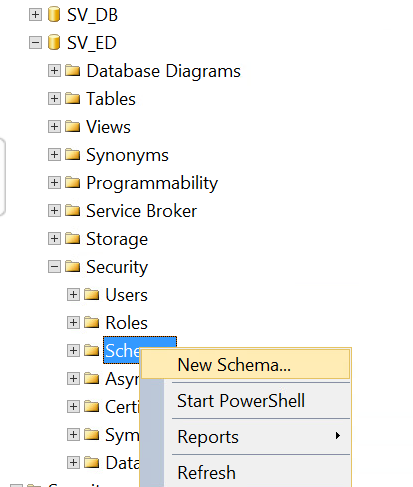 SV_DB
SV_ED
Database Diagrams
Tables
Views
Synonyms
Programmability
Service Broker
Storage
Security
Users
Roles
New Schema...
Start PowerShell
Reports
Refresh